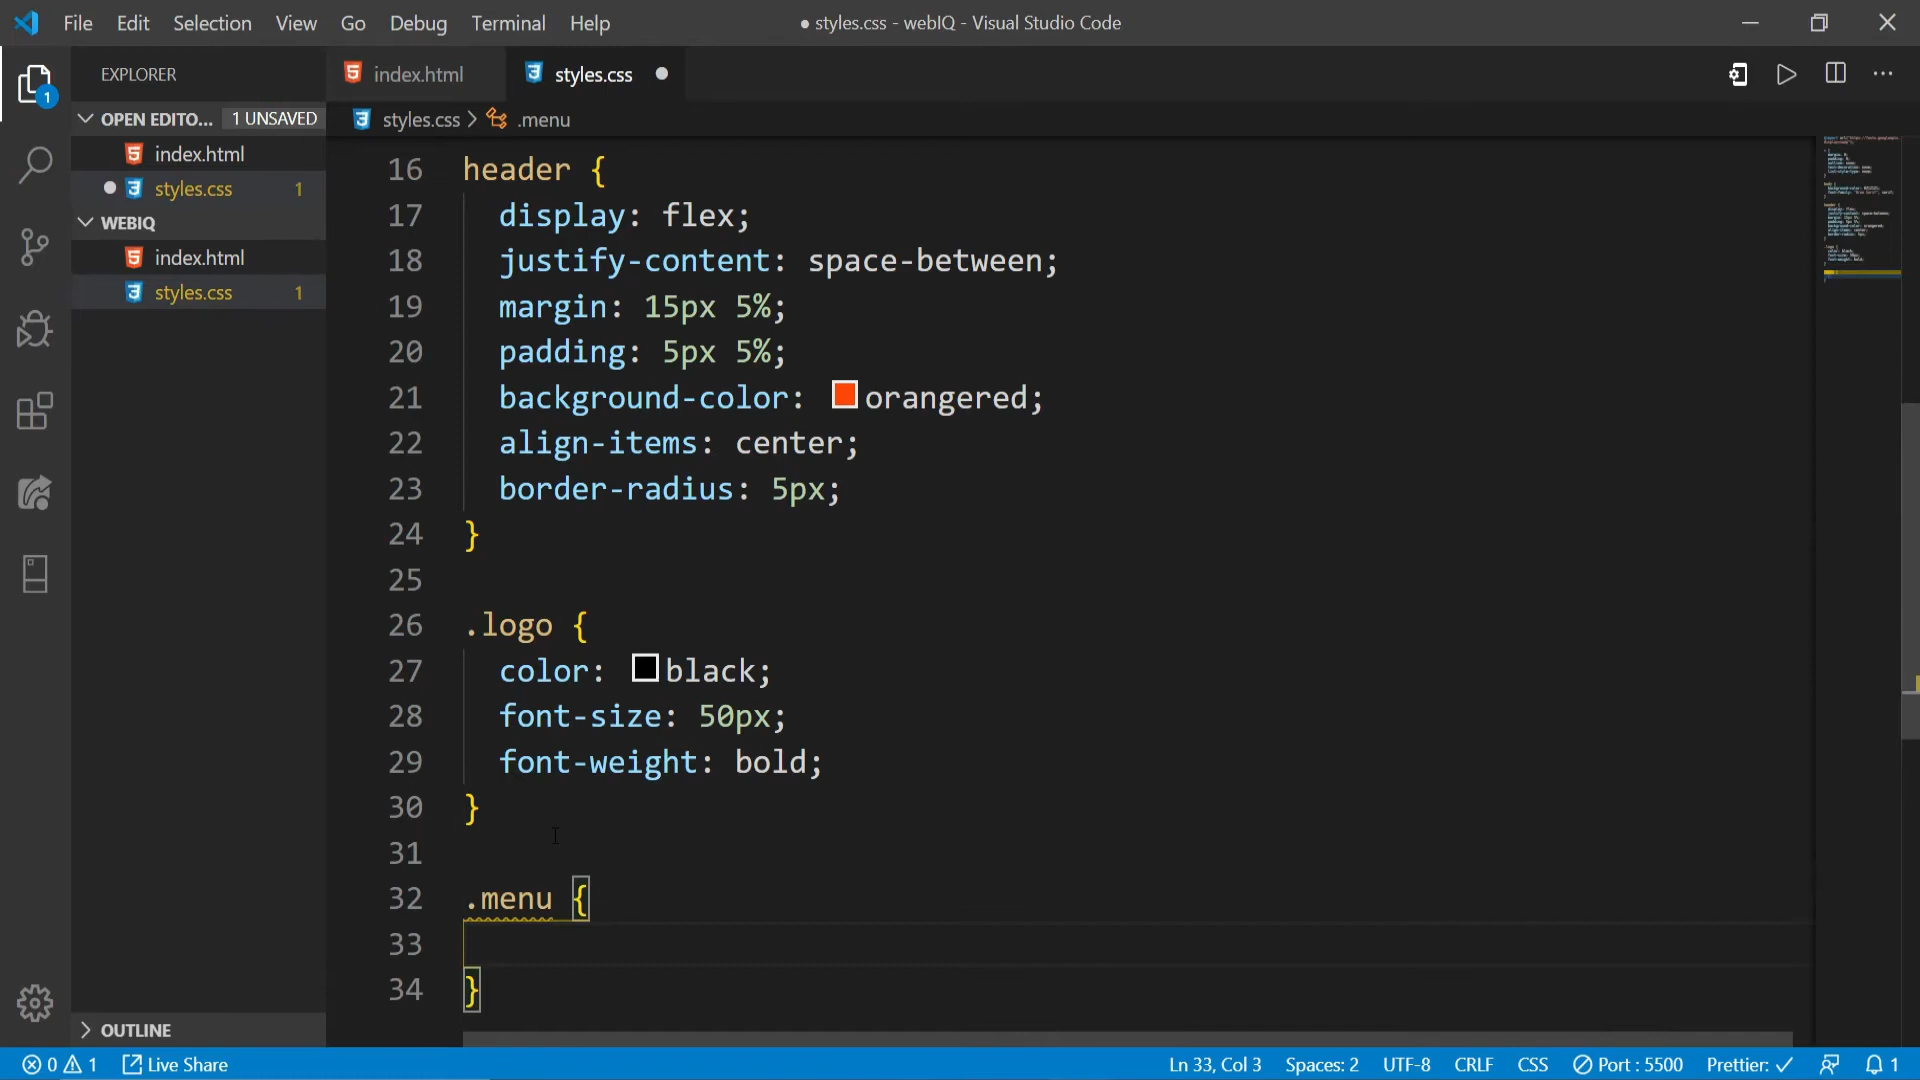 File Edit Selection View Go Debug Terminal Help ● styles.css - webIQ - Visual Studio Code
EXPLORER
index.html styles.css
OPEN EDITO... 1 UNSAVED
styles.css > .menu
index.html
styles.css 1
WEBIQ
index.html
styles.css 1
OUTLINE
1
16 header {
17 display: flex;
18 justify-content: space-between;
19 margin: 15px 5%;
20 padding: 5px 5%;
21 background-color: orangered;
22 align-items: center;
23 border-radius: 5px;
24 }
25
26 .logo {
27 color: black;
28 font-size: 50px;
29 font-weight: bold;
30 }
31
32 .menu {
33
34 }
0 1 Live Share Ln 33, Col 3 Spaces: 2 UTF-8 CRLF CSS Port : 5500 Prettier: ✓ 1